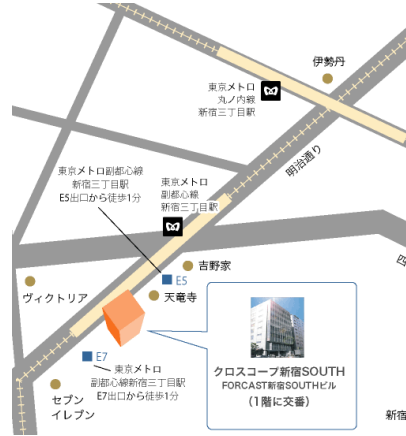 伊勢丹
東京メトロ
丸ノ内線
新宿三丁目駅
明治通り
東京メトロ副都心線
新宿三丁目駅
E5出口から徒歩1分
東京メトロ
副都心線
新宿三丁目駅
吉野家
E5
天竜寺
ヴィクトリア
四
クロスコープ新宿SOUTH
FORCAST新宿SOUTHビル
（1階に交番）
E7
東京メトロ
副都心線新宿三丁目駅
E7出口から徒歩1分
セブン
イレブン
新宿